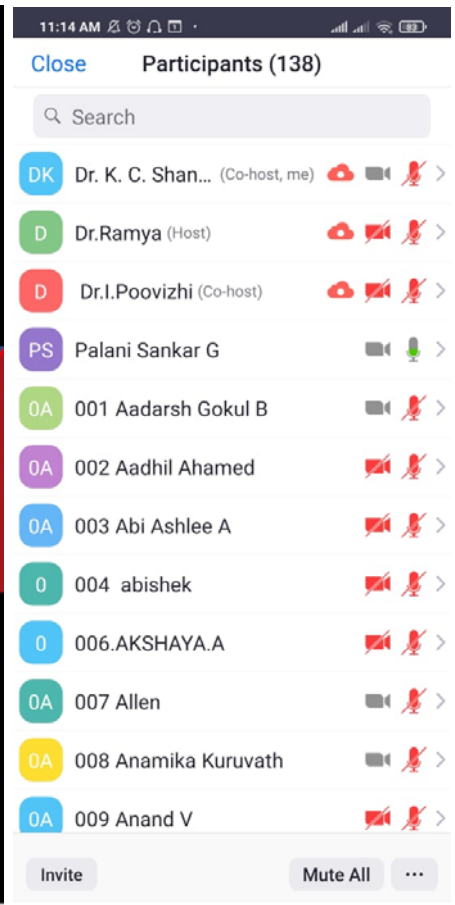 11:14 AM 83
Close Participants (138)
Search
DK Dr. K. C. Shan... (Co-host, me)
D Dr.Ramya (Host)
D Dr.I.Poovizhi (Co-host)
PS Palani Sankar G
0A 001 Aadarsh Gokul B
0A 002 Aadhil Ahamed
0A 003 Abi Ashlee A
0 004 abishek
0 006.AKSHAYA.A
0A 007 Allen
0A 008 Anamika Kuruvath
0A 009 Anand V
Invite Mute All ...